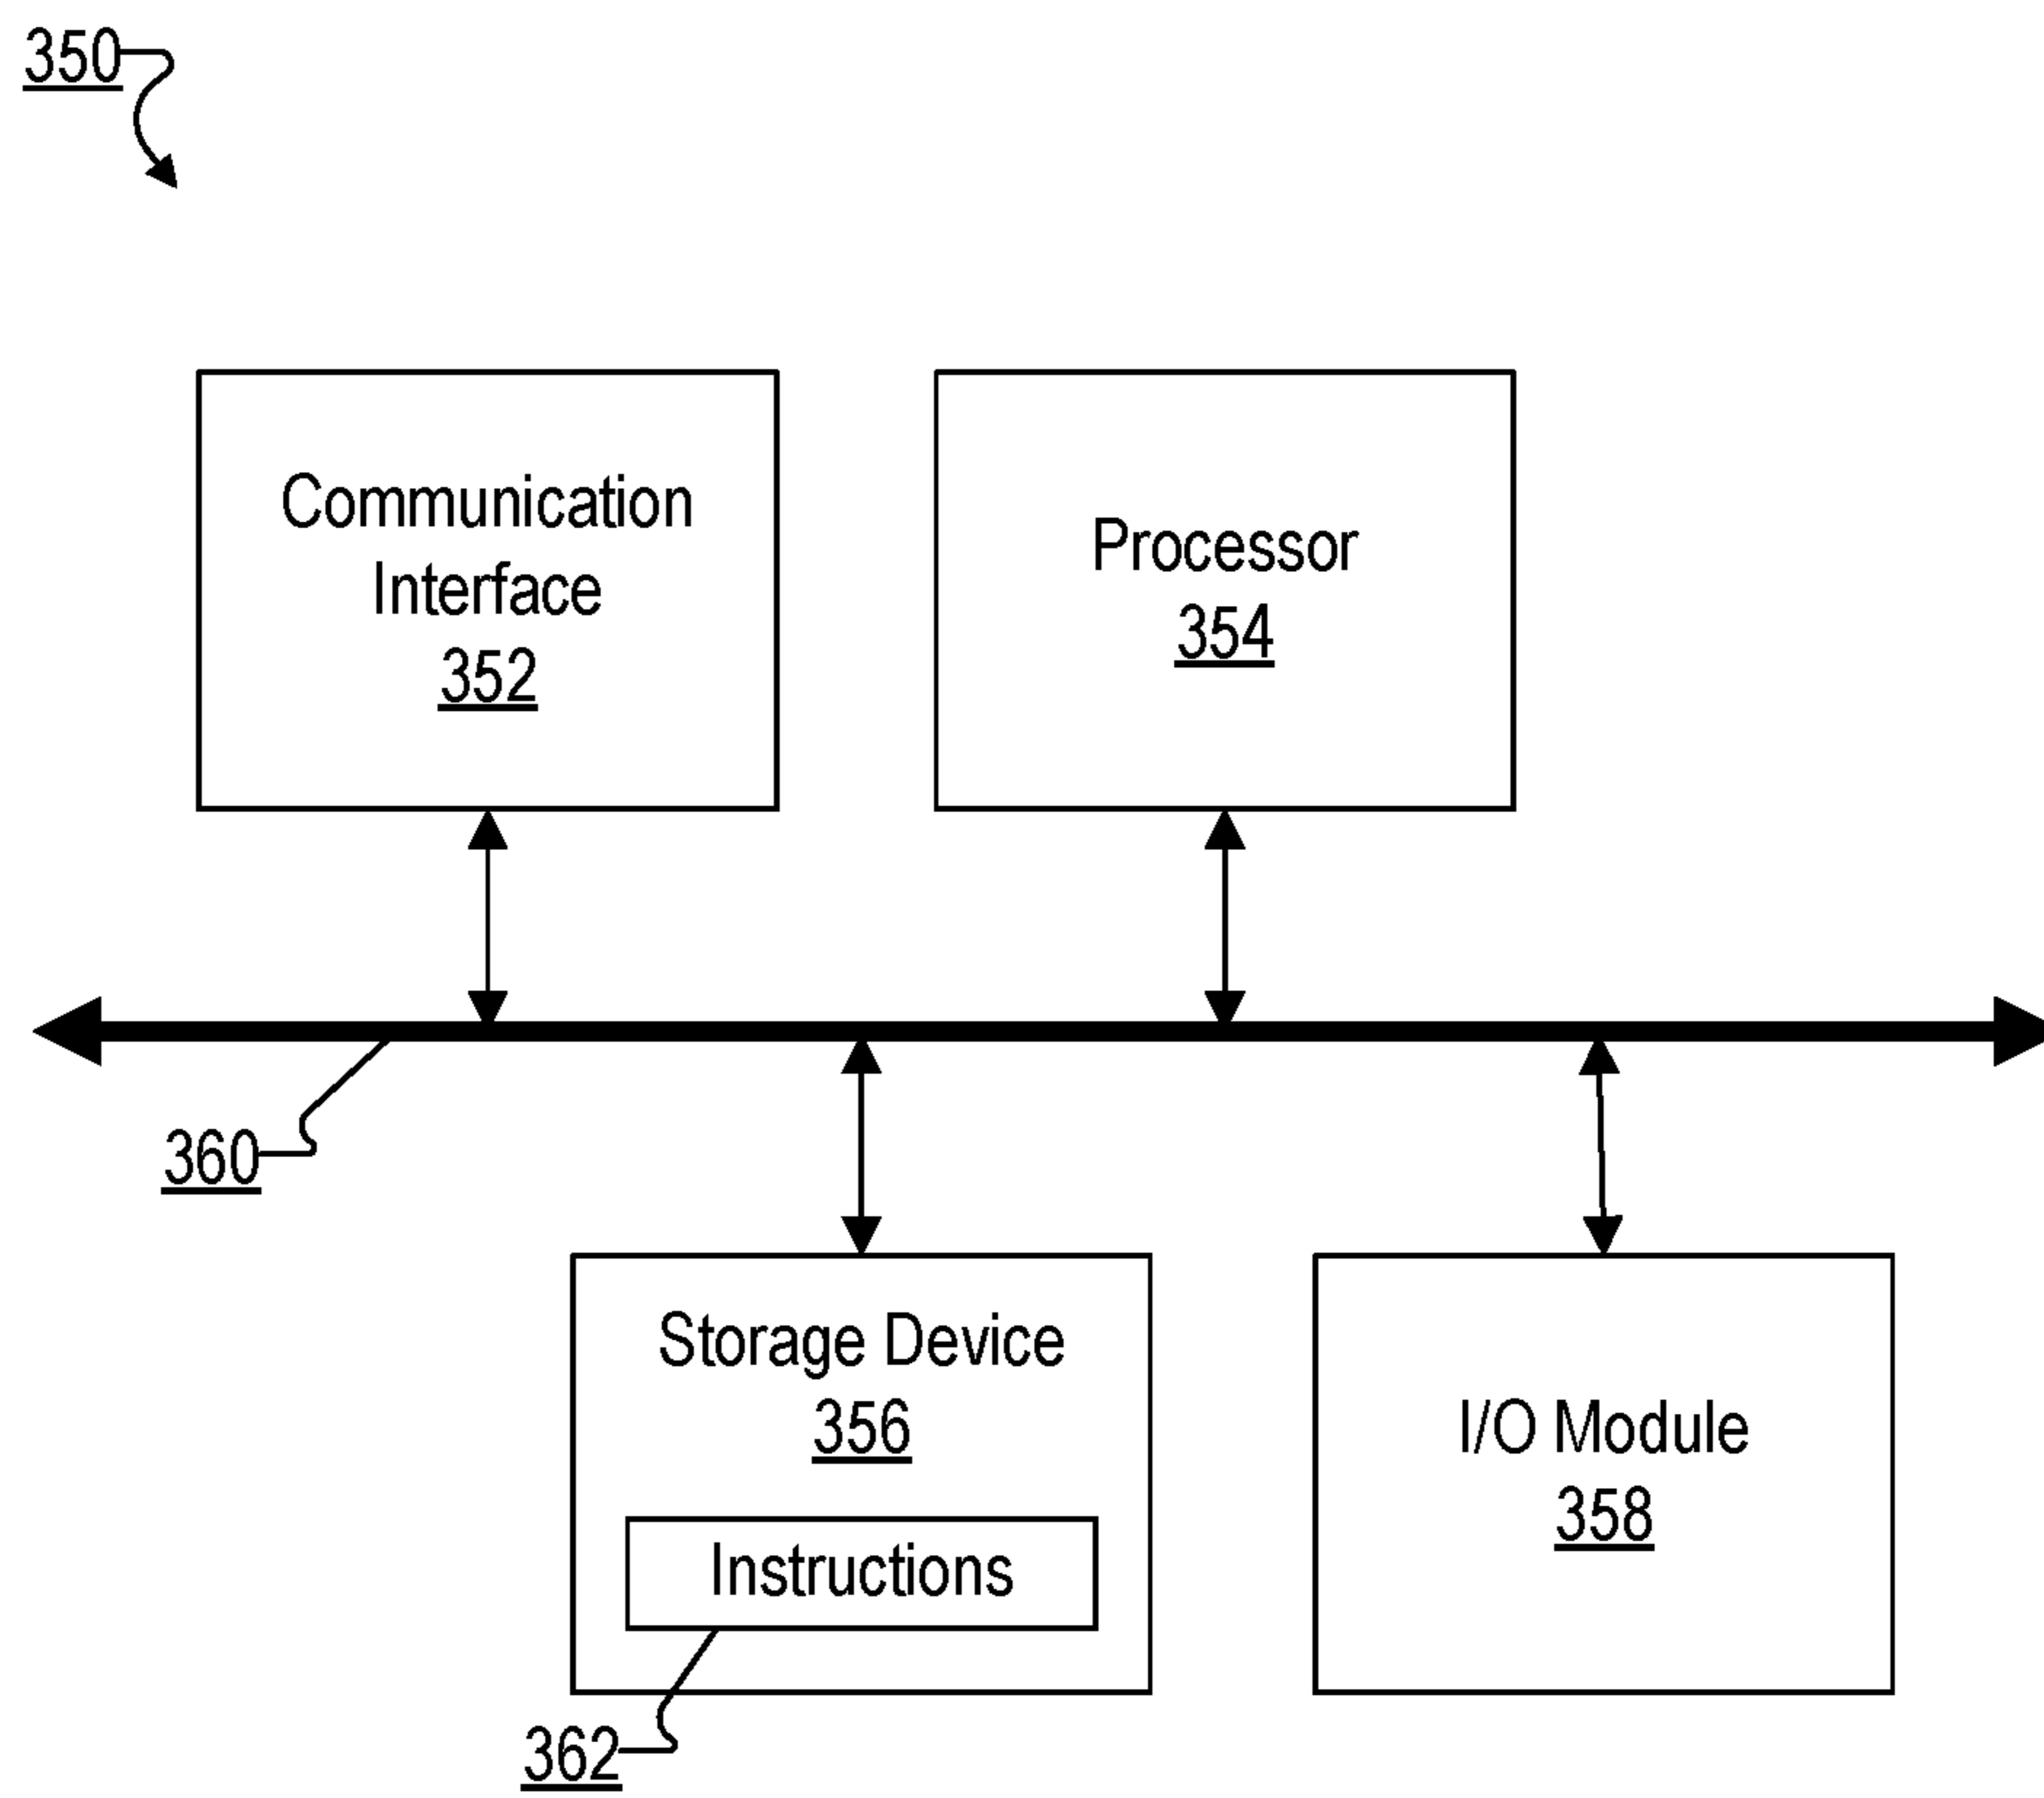 350
Communication
Interface
352
Processor
354
360
Storage Device
356
Instructions
362
I/O Module
358